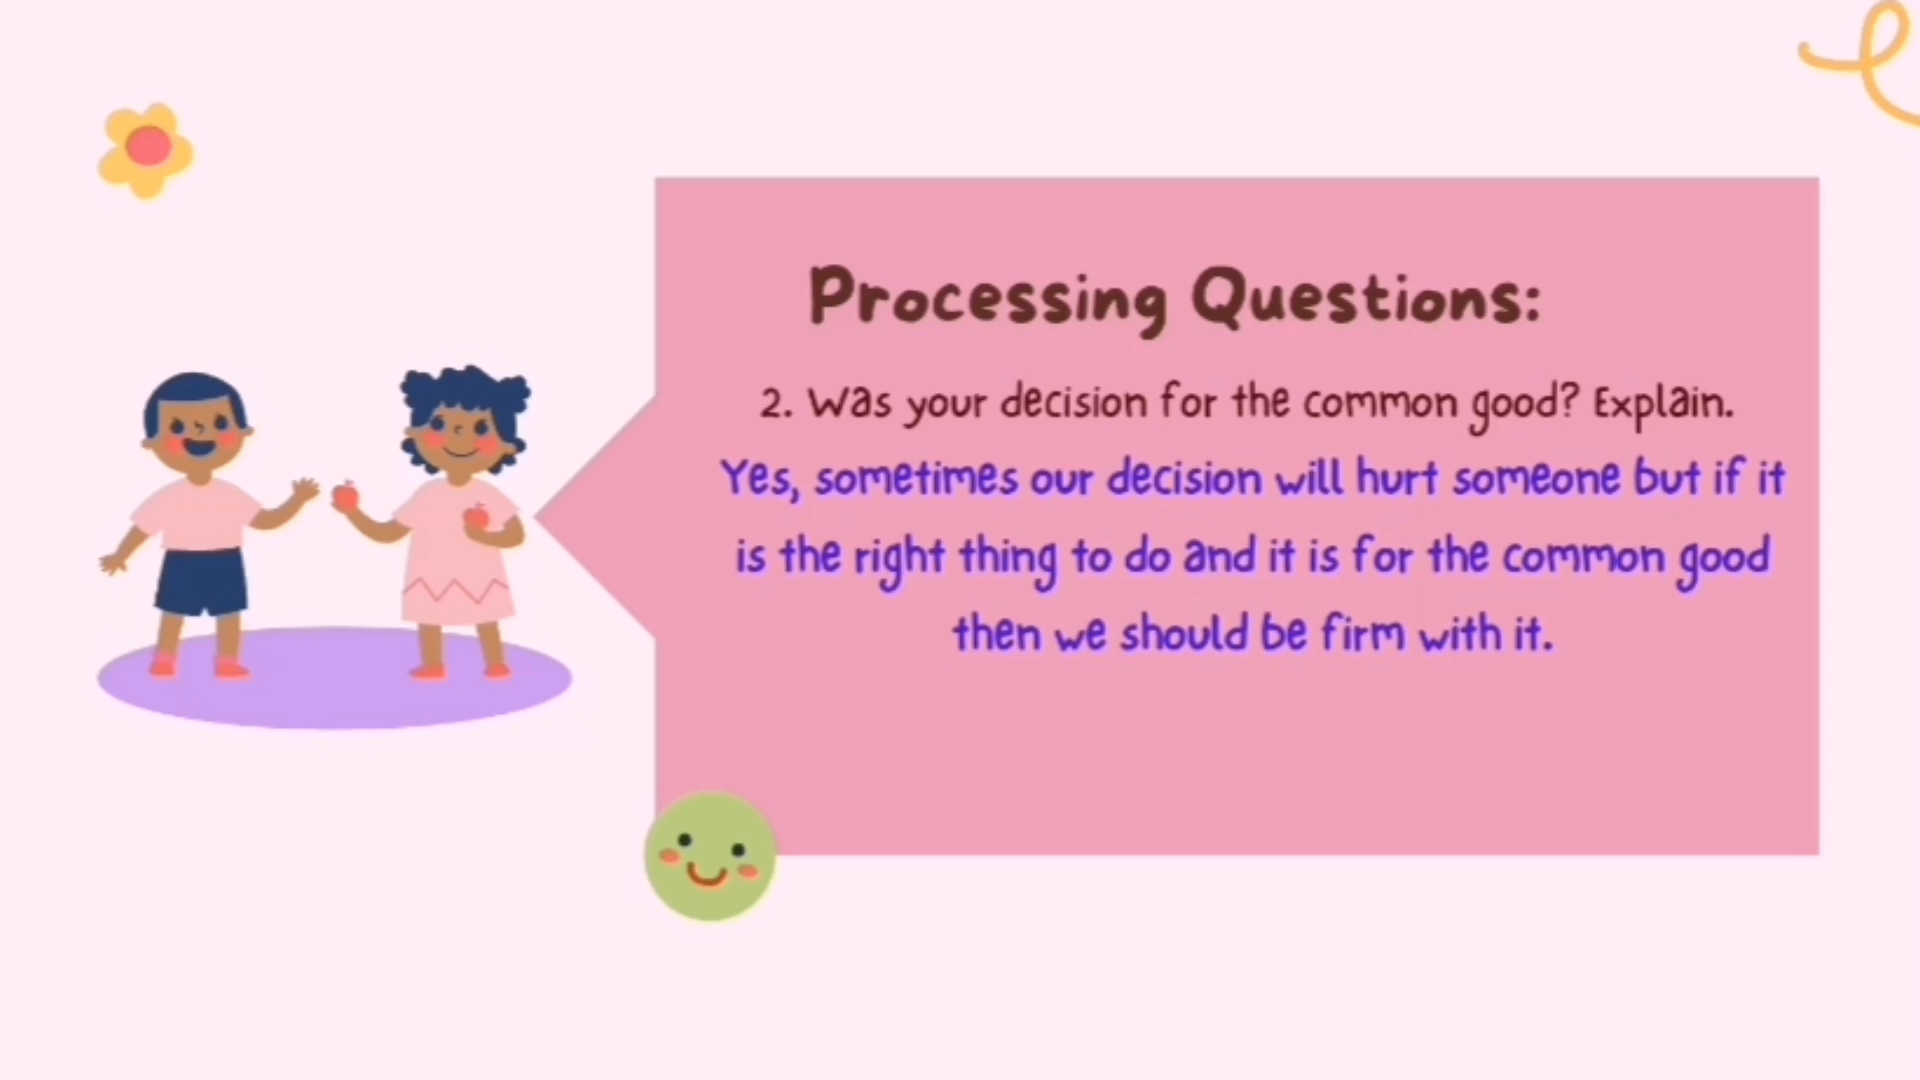 Processing Questions:
2. Was your decision for the common good? Explain.
Yes, sometimes our decision will hurt someone but if it
is the right thing to do and it is for the common good
then we should be firm with it.